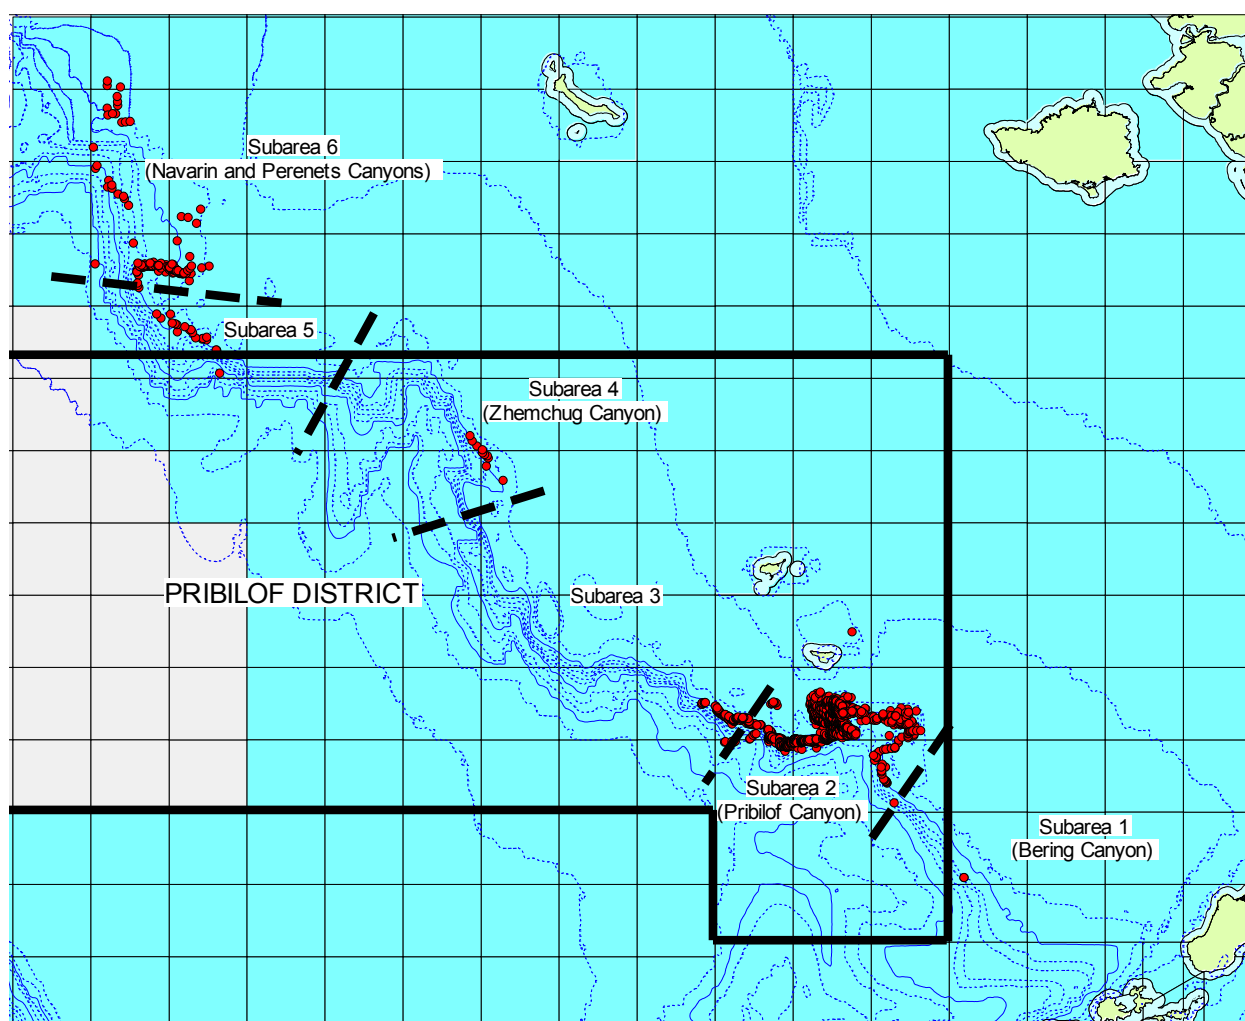 Subarea 6
(Navarin and Perenets Canyons)
Subarea 5
Subarea 4
(Zhemchug Canyon)
PRIBILOF DISTRICT
Subarea 3
Subarea 2
(Pribilof Canyon)
Subarea 1
(Bering Canyon)